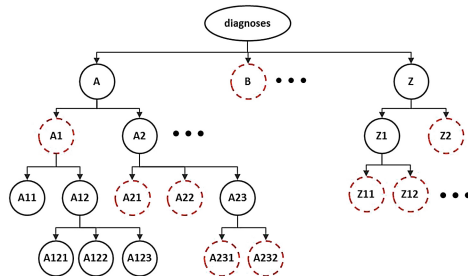 diagnoses
A B Z
A1 A2 Z1 Z2
A11 A12 A21 A22 A23 Z11 Z12
A121 A122 A123 A231 A232